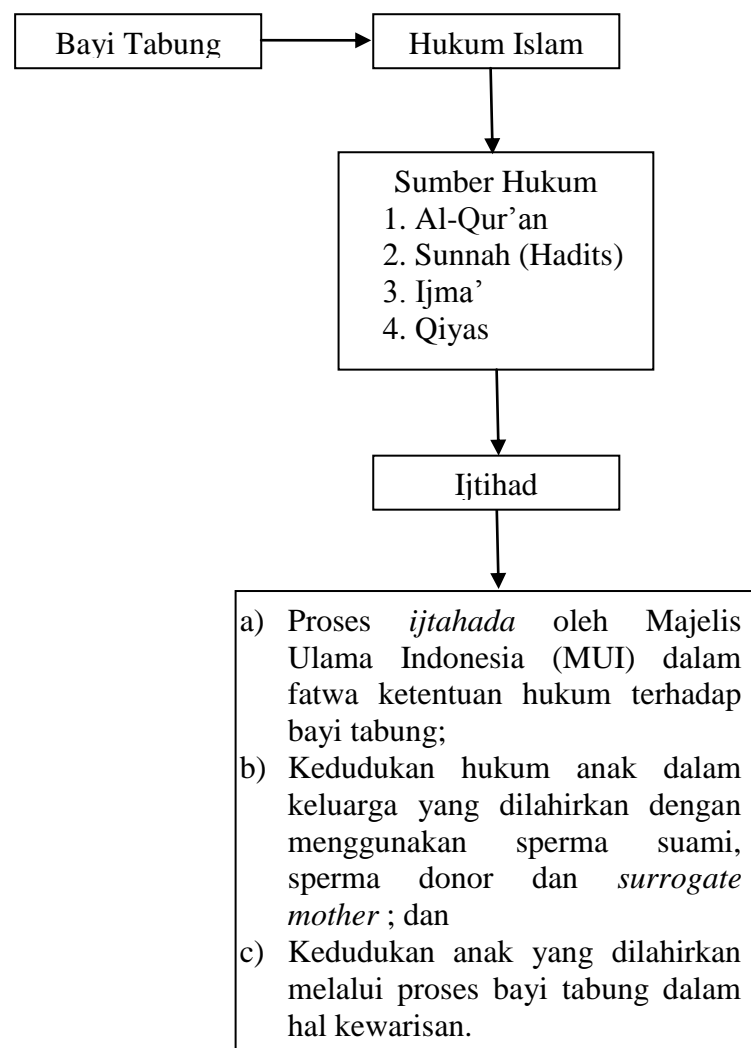 Bayi Tabung
Hukum Islam
Sumber Hukum
1. Al-Qur’an
2. Sunnah (Hadits)
3. Ijma’
4. Qiyas
Ijtihad
a) Proses ijtahada oleh Majelis
Ulama Indonesia (MUI) dalam
fatwa ketentuan hukum terhadap
bayi tabung;
b) Kedudukan hukum anak dalam
keluarga yang dilahirkan dengan
menggunakan sperma suami,
sperma donor dan surrogate
mother ; dan
c) Kedudukan anak yang dilahirkan
melalui proses bayi tabung dalam
hal kewarisan.